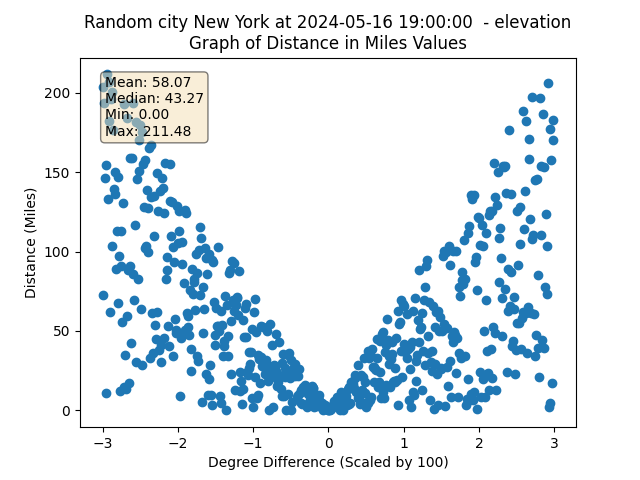 Random city New York at 2024-05-16 19:00:00  - elevation
Graph of Distance in Miles Values
Mean: 58.07
Median: 43.27
Min: 0.00
Max: 211.48
200
150
100
50
0
Distance (Miles)
−3 −2 −1 0 1 2 3
Degree Difference (Scaled by 100)